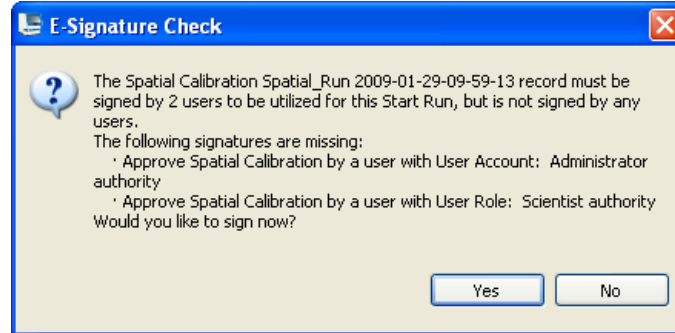 E-Signature Check
The Spatial Calibration Spatial_Run 2009-01-29-09-59-13 record must be
signed by 2 users to be utilized for this Start Run, but is not signed by any
users.
The following signatures are missing:
· Approve Spatial Calibration by a user with User Account:  Administrator
authority
· Approve Spatial Calibration by a user with User Role:  Scientist authority
Would you like to sign now?
Yes
No